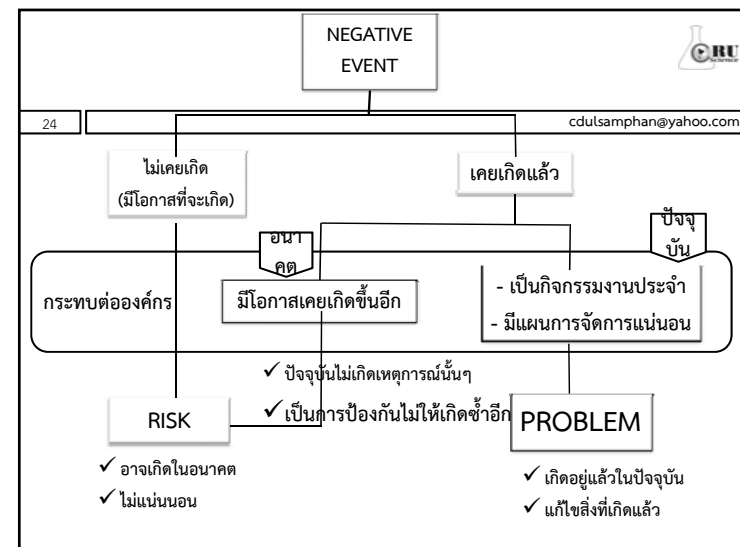 NEGATIVE
EVENT
RU
Science
24
cdulsamphan@yahoo.com
ไม่เคยเกิด
(มีโอกาสที่จะเกิด)
เคยเกิดแล้ว
อนา
คต
ปัจจุ
บัน
กระทบต่อองค์กร
มีโอกาสเคยเกิดขึ้นอีก
- เป็นกิจกรรมงานประจำ
- มีแผนการจัดการแน่นอน
✓ ปัจจุบันไม่เกิดเหตุการณ์นั้นๆ
✓ เป็นการป้องกันไม่ให้เกิดซ้ำอีก
RISK
PROBLEM
✓ อาจเกิดในอนาคต
✓ ไม่แน่นนอน
✓ เกิดอยู่แล้วในปัจจุบัน
✓ แก้ไขสิ่งที่เกิดแล้ว